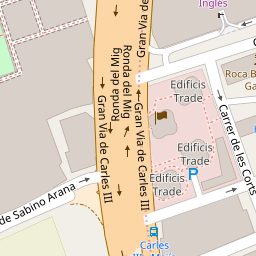 Inglés
Gran Via de
Ronda del Mig
Ronda del Mig
Roca B
Ga
Edificis
Trade
Gran Via de Carles III
Gran Via de Carles III
Carrer de les Corts
Edificis
Trade
Edificis
Trade
P
de Sabino Arana
Carles